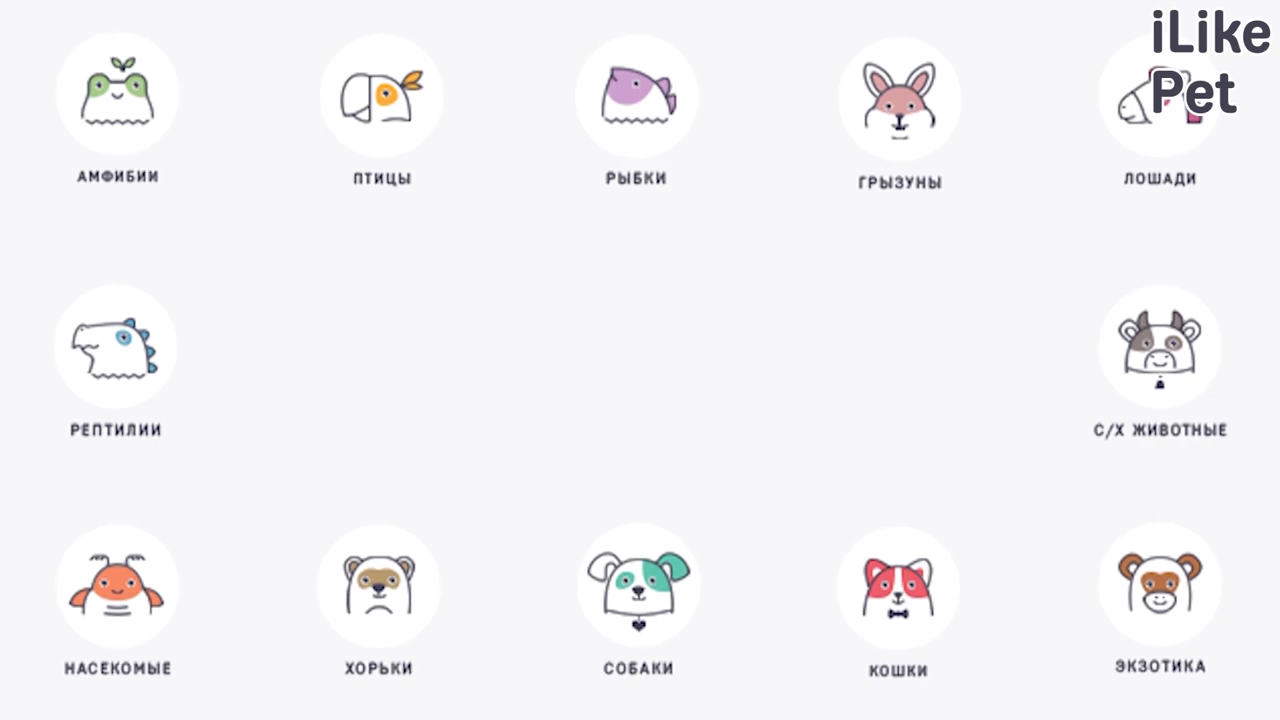 iLike
Pet
АМФИБИИ
ПТИЦЫ
РЫБКИ
ГРЫЗУНЫ
ЛОШАДИ
РЕПТИЛИИ
С/Х ЖИВОТНЫЕ
НАСЕКОМЫЕ
ХОРЬКИ
СОБАКИ
КОШКИ
ЭКЗОТИКА